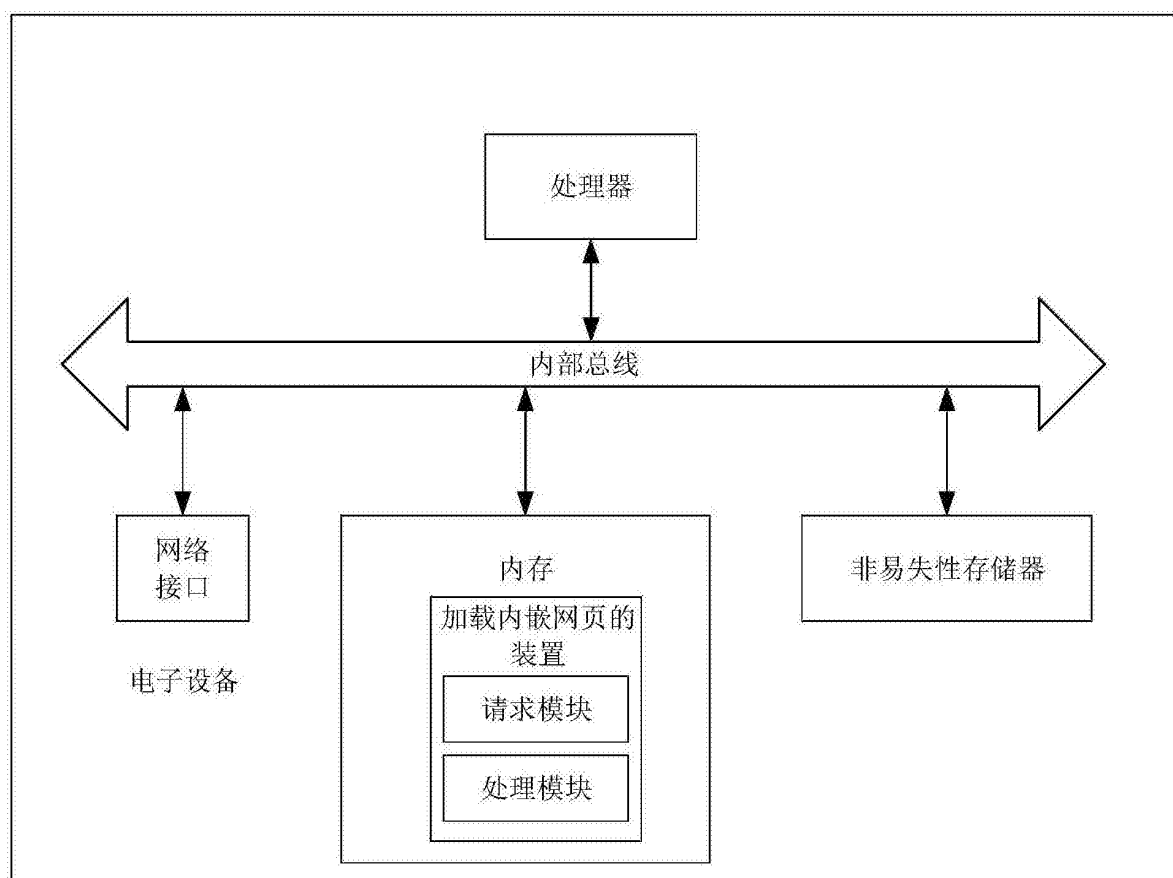 处理器
内部总线
网络
接口
内存
非易失性存储器
加载内嵌网页的
装置
电子设备
请求模块
处理模块